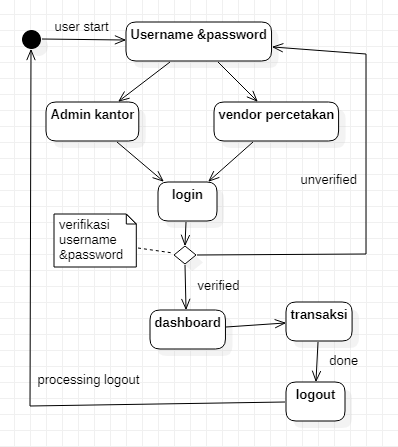 user start
Username &password
Admin kantor
vendor percetakan
login
unverified
verifikasi
username
&password
verified
dashboard
transaksi
done
processing logout
logout